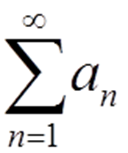 ∞
∑ aₙ
n=1